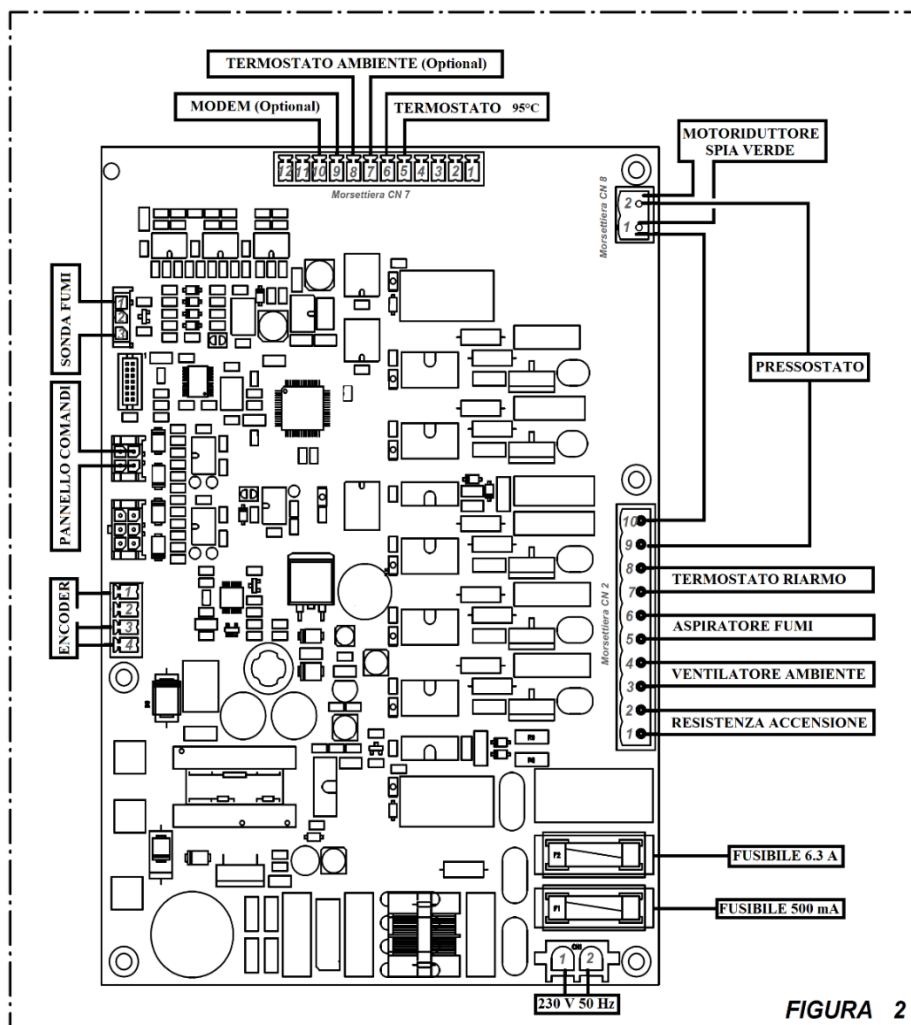 TERMOSTATO AMBIENTE (Optional)
MODEM (Optional)
TERMOSTATO 95°C
MOTORIDUTTORE
SPIA VERDE
12 11 10 9 8 7 6 5 4 3 2 1
Morsettiera CN 7
2
1
Morsettiera CN 8
SONDA FUMI
1
2
3
PRESSOSTATO
PANNELLO COMANDI
ENCODER
1
2
3
4
10
9
8
7
6
5
4
3
2
1
Morsettiera CN 2
TERMOSTATO RIARMO
ASPIRATORE FUMI
VENTILATORE AMBIENTE
RESISTENZA ACCENSIONE
F2
FUSIBILE 6.3 A
F1
FUSIBILE 500 mA
CN1
1 2
230 V 50 Hz
FIGURA 2